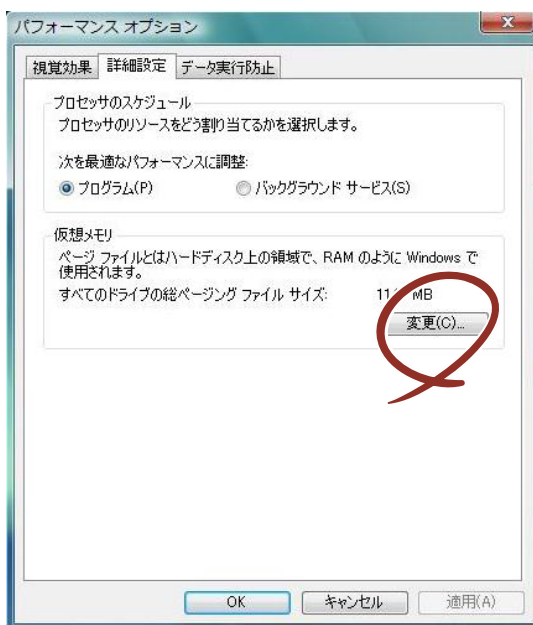 パフォーマンス オプション
視覚効果 詳細設定 データ実行防止
プロセッサのスケジュール
プロセッサのリソースをどう割り当てるかを選択します。
次を最適なパフォーマンスに調整:
プログラム(P) バックグラウンド サービス(S)
仮想メモリ
ページ ファイルとはハードディスク上の領域で、RAM のように Windows で
使用されます。
すべてのドライブの総ページング ファイル サイズ: MB
変更(C)...
OK キャンセル 適用(A)